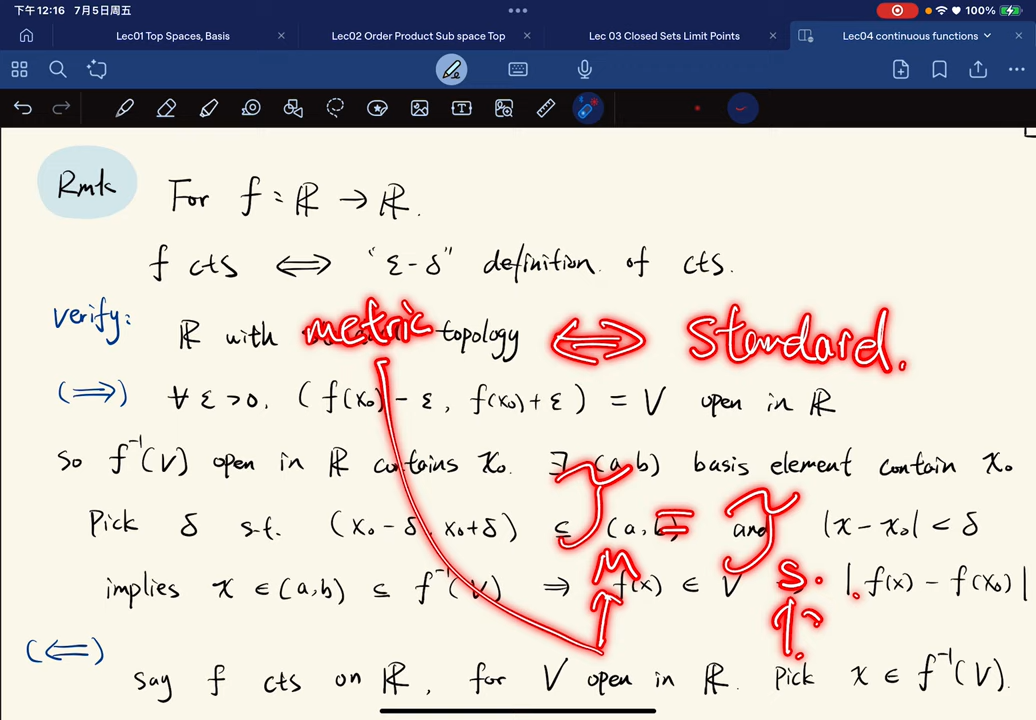 下午12:16 7月5日周五
100%
Lec01 Top Spaces, Basis
Lec02 Order Product Sub space Top
Lec 03 Closed Sets Limit Points
Lec04 continuous functions
Rmk For f : ℝ → ℝ.
f cts ⟺ "ε-δ" definition of cts.
verify: ℝ with metric topology ⟺ Standard.
(⟹) ∀ ε > 0, (f(x₀) - ε, f(x₀) + ε) = V open in ℝ
So f⁻¹(V) open in ℝ contains x₀. ∃ (a,b) basis element contain x₀.
Pick δ s.t. (x₀ - δ, x₀ + δ) ⊆ (a,b) and |x - x₀| < δ
𝒯 = 𝒯
m s.
implies x ∈ (a,b) ⊆ f⁻¹(V) ⟹ f(x) ∈ V |f(x) - f(x₀)|
(⟸)
say f cts on ℝ, for V open in ℝ. Pick x ∈ f⁻¹(V).